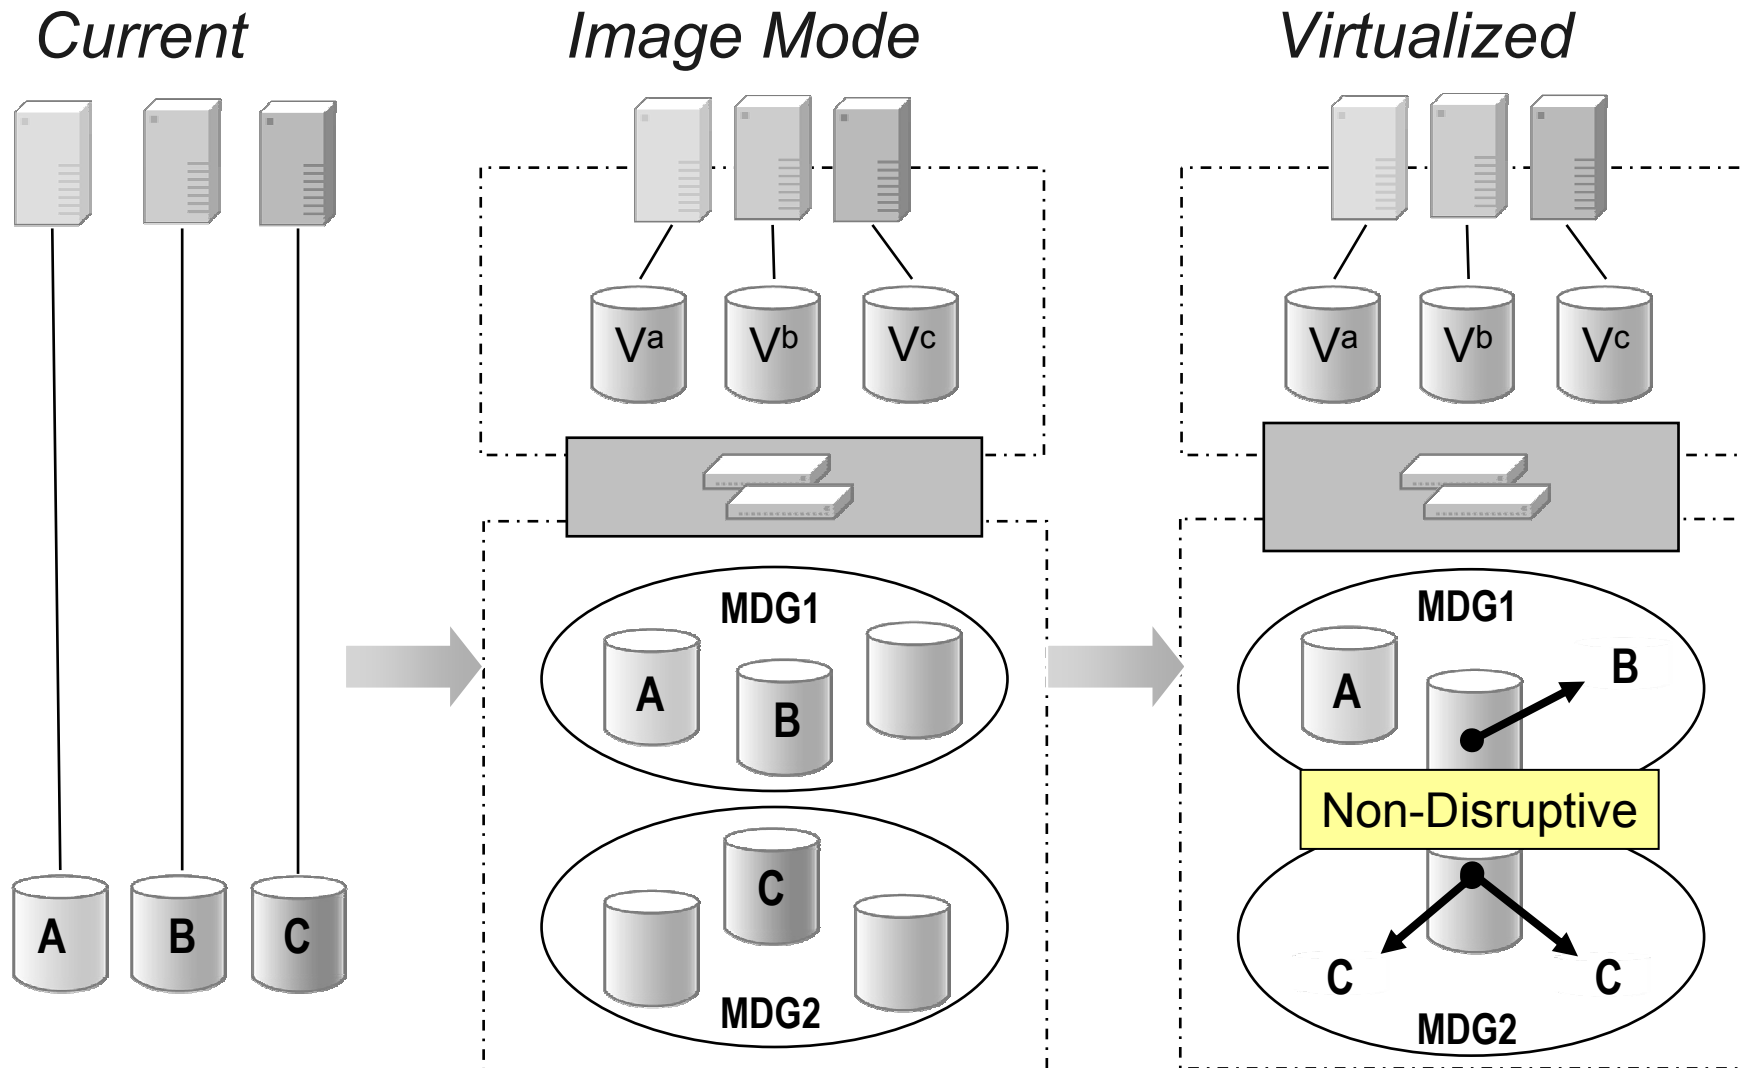 Current
Image Mode
Virtualized
Va
Vb
Vc
Va
Vb
Vc
MDG1
A
B
MDG1
A
B
Non-Disruptive
A
B
C
C
MDG2
C
C
MDG2